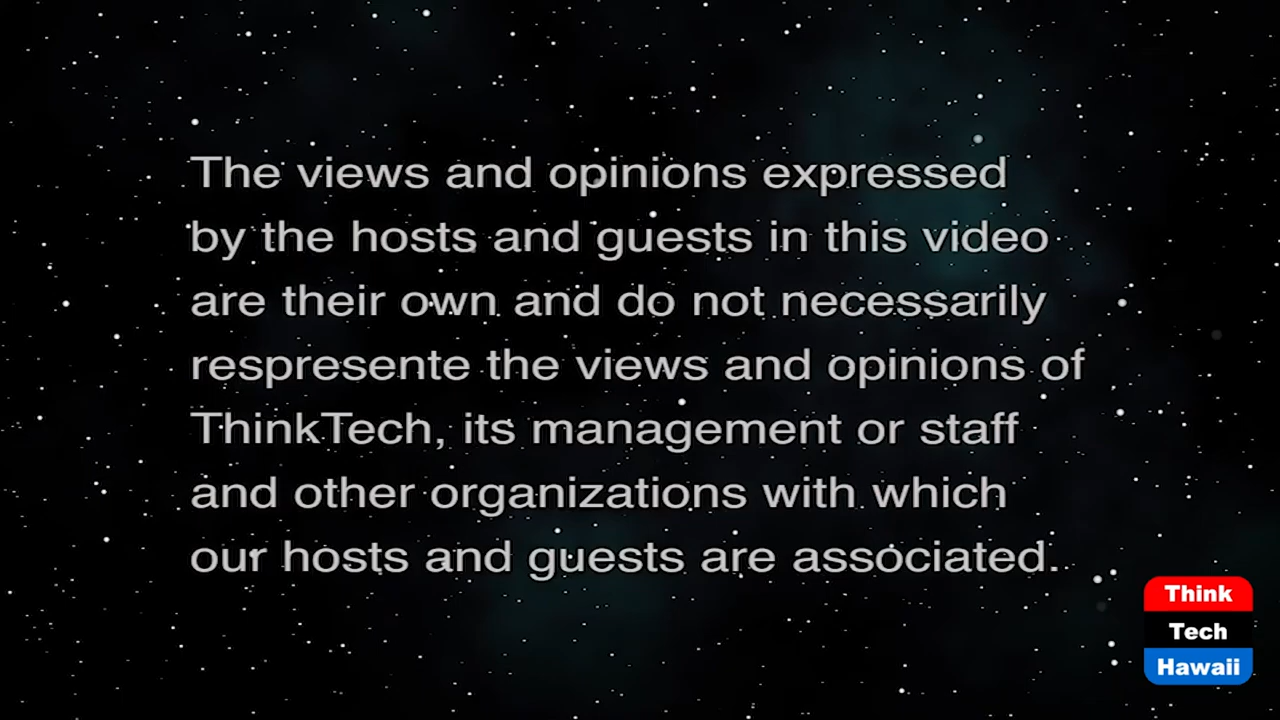 The views and opinions expressed
by the hosts and guests in this video
are their own and do not necessarily
respresente the views and opinions of
ThinkTech, its management or staff
and other organizations with which
our hosts and guests are associated.
Think
Tech
Hawaii